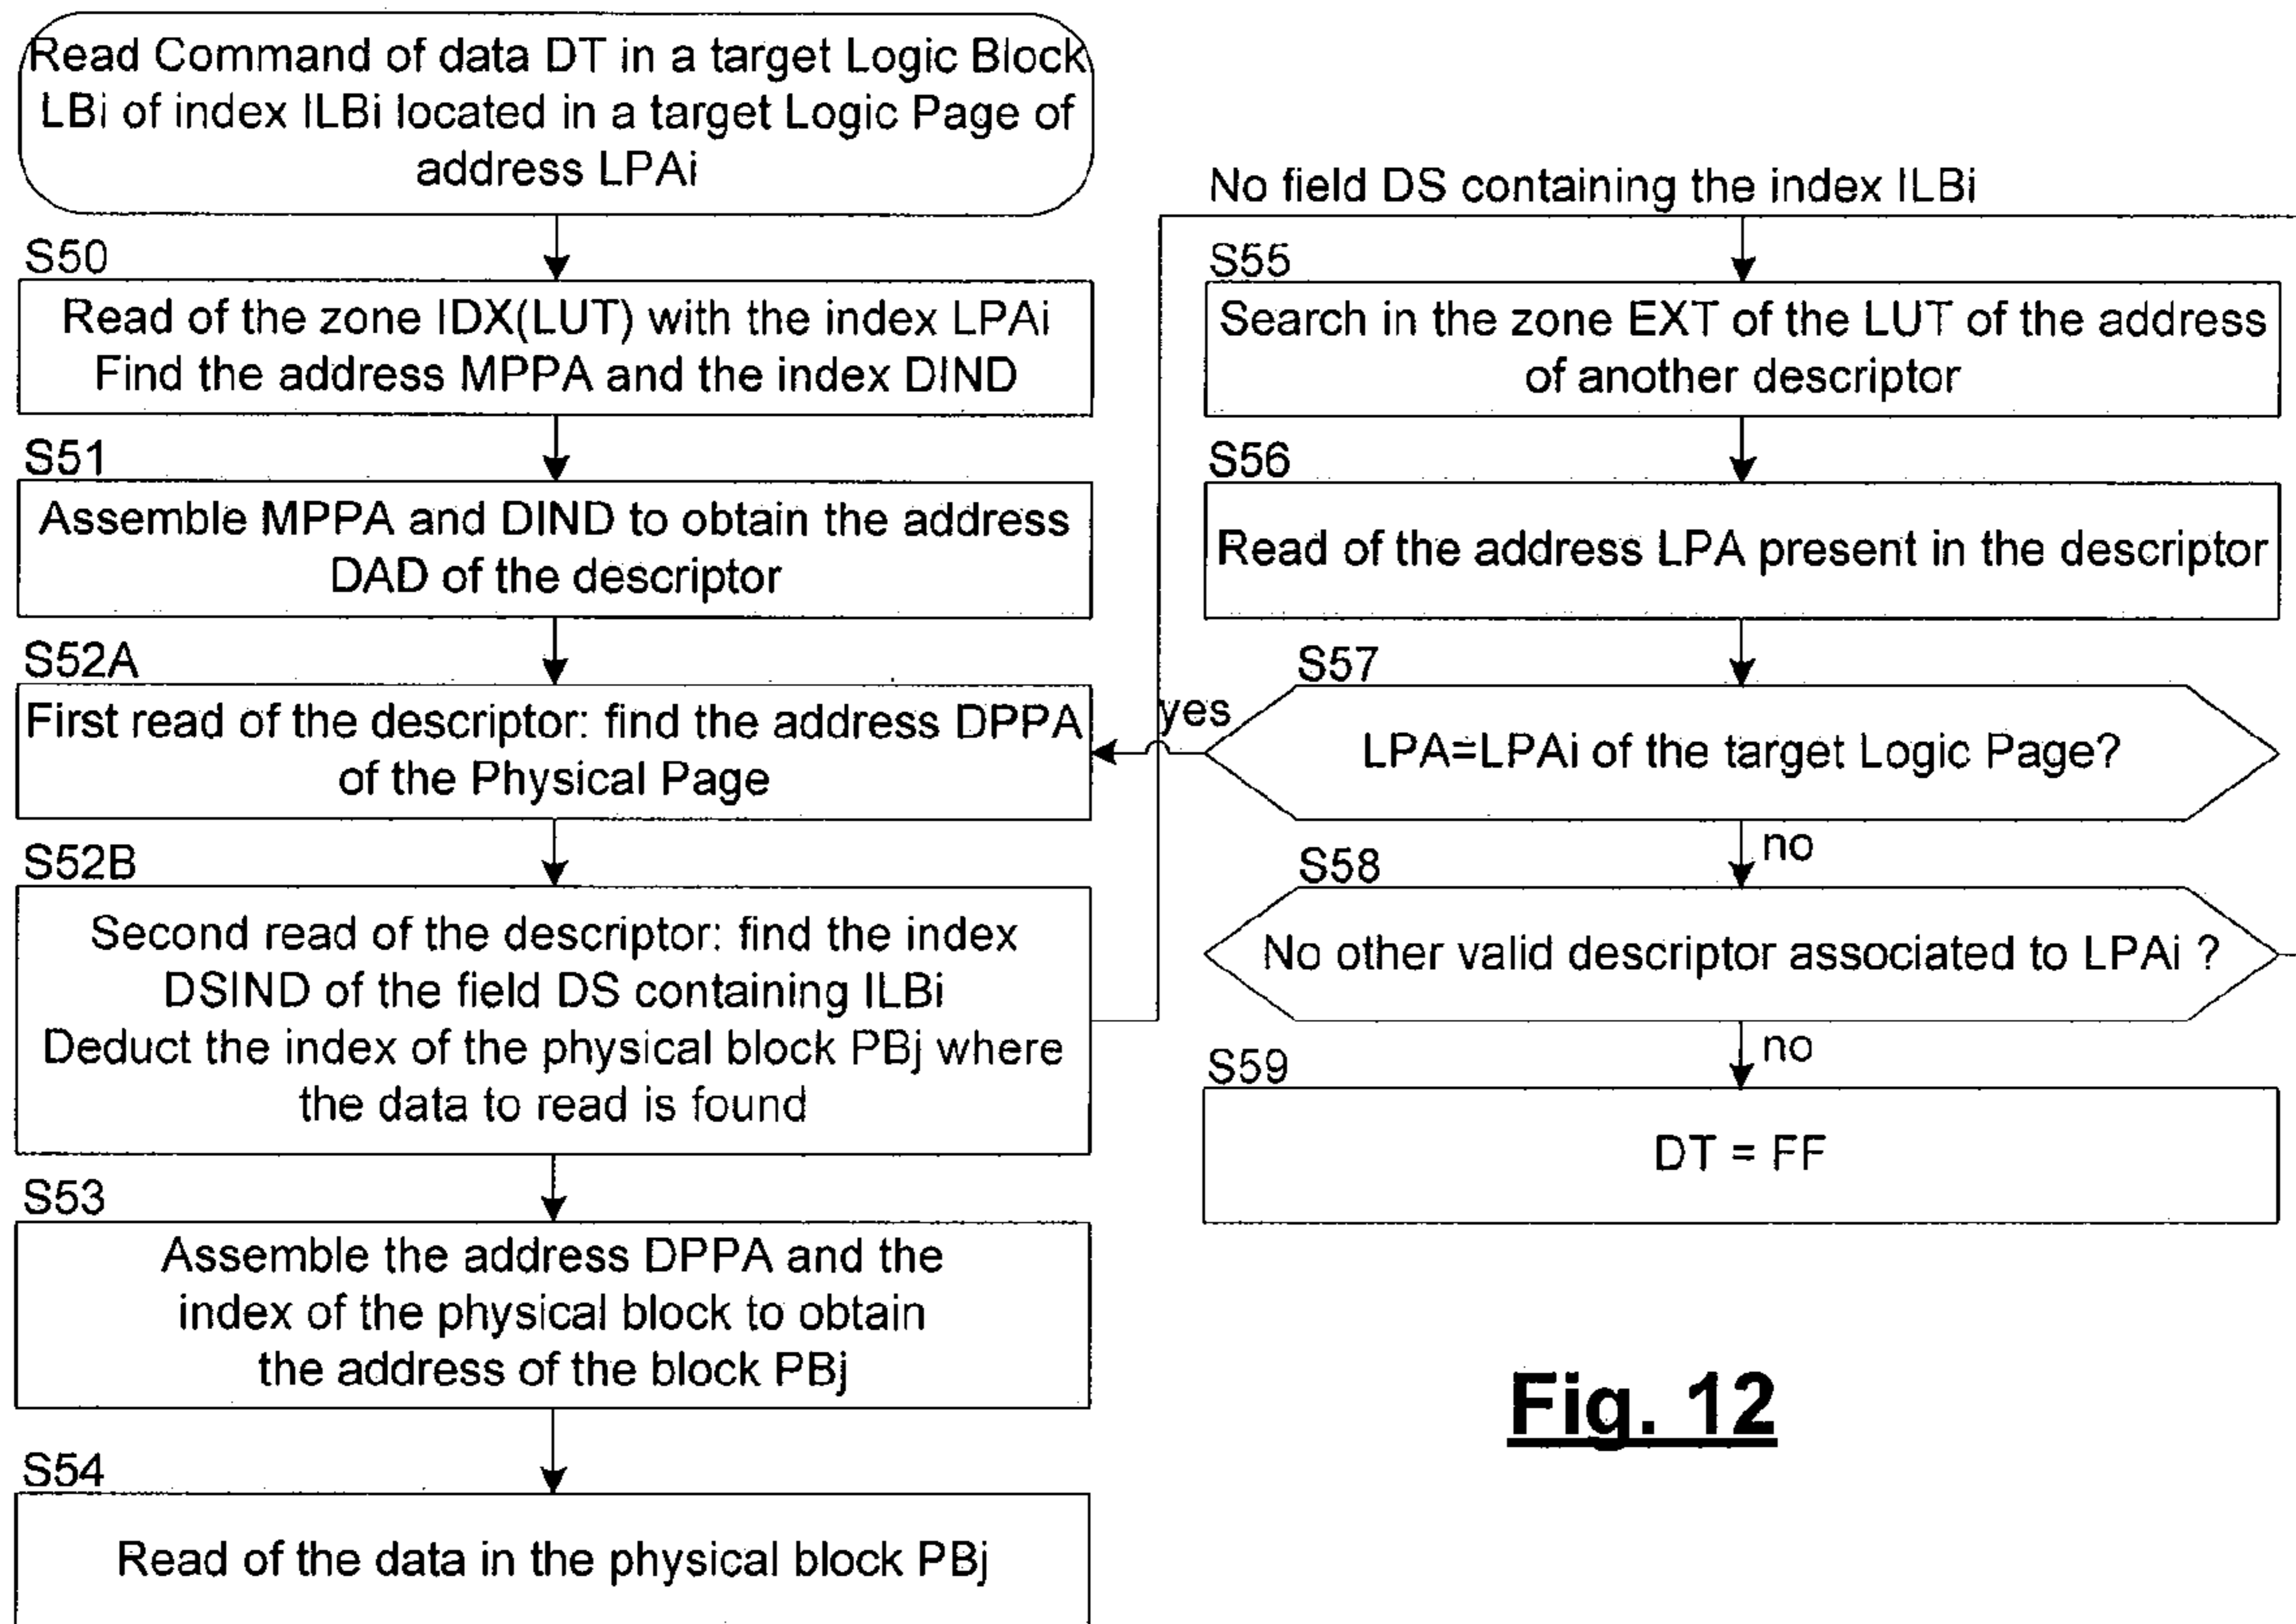 Read Command of data DT in a target Logic Block
LBi of index ILBi located in a target Logic Page of
address LPAi
S50
Read of the zone IDX(LUT) with the index LPAi
Find the address MPPA and the index DIND
S51
Assemble MPPA and DIND to obtain the address
DAD of the descriptor
S52A
First read of the descriptor: find the address DPPA
of the Physical Page
S52B
Second read of the descriptor: find the index
DSIND of the field DS containing ILBi
Deduct the index of the physical block PBj where
the data to read is found
S53
Assemble the address DPPA and the
index of the physical block to obtain
the address of the block PBj
S54
Read of the data in the physical block PBj
No field DS containing the index ILBi
S55
Search in the zone EXT of the LUT of the address
of another descriptor
S56
Read of the address LPA present in the descriptor
S57
yes
LPA=LPAi of the target Logic Page?
no
S58
No other valid descriptor associated to LPAi ?
no
S59
DT = FF
Fig. 12